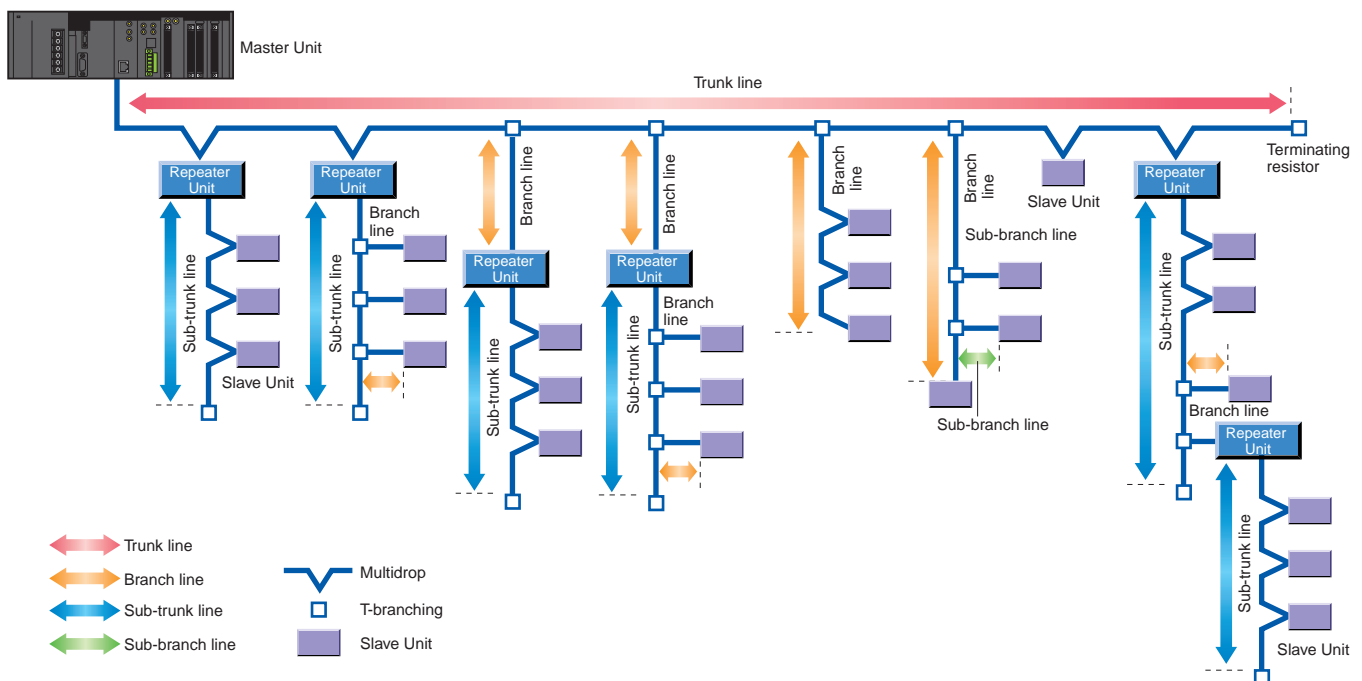 Master Unit
Trunk line
Terminating
resistor
Repeater
Unit
Repeater
Unit
Branch line
Branch line
Branch
line
Branch
line
Slave Unit
Repeater
Unit
Sub-trunk line
Slave Unit
Sub-trunk line
Branch
line
Repeater
Unit
Sub-trunk line
Repeater
Unit
Sub-trunk line
Branch
line
Sub-branch line
Sub-branch line
Sub-trunk line
Branch line
Repeater
Unit
Sub-trunk line
Slave Unit
Trunk line
Branch line
Sub-trunk line
Sub-branch line
Multidrop
T-branching
Slave Unit